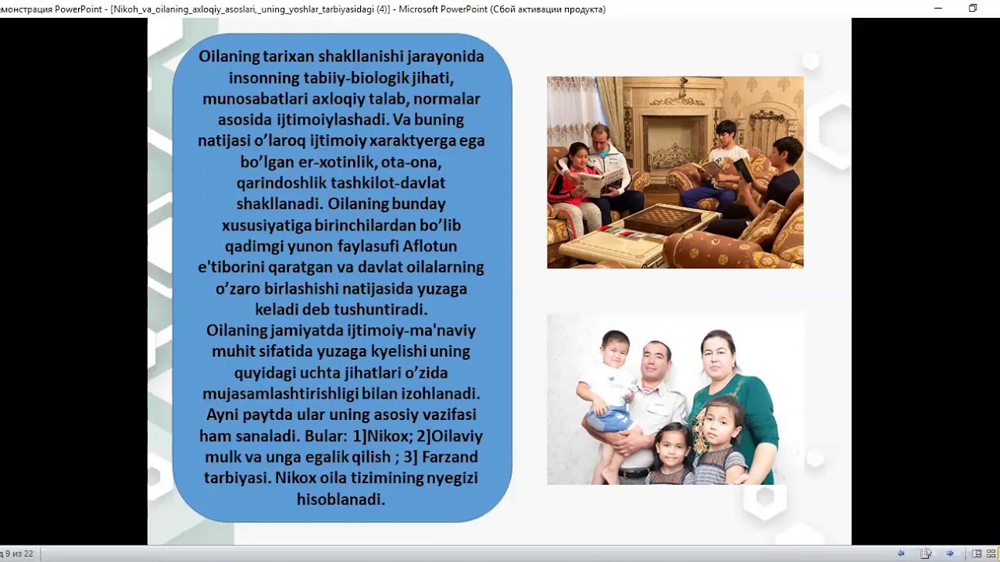 емонстрация PowerPoint - [Nikoh_va_oilaning_axloqiy_asoslari,_uning_yoshlar_tarbiyasidagi (4)] - Microsoft PowerPoint (Сбой активации продукта)
Oilaning tarixan shakllanishi jarayonida
insonning tabiiy-biologik jihati,
munosabatlari axloqiy talab, normalar
asosida ijtimoiylashadi. Va buning
natijasi o’laroq ijtimoiy xaraktyerga ega
bo’lgan er-xotinlik, ota-ona,
qarindoshlik tashkilot-davlat
shakllanadi. Oilaning bunday
xususiyatiga birinchilardan bo’lib
qadimgi yunon faylasufi Aflotun
e'tiborini qaratgan va davlat oilalarning
o’zaro birlashishi natijasida yuzaga
keladi deb tushuntiradi.
Oilaning jamiyatda ijtimoiy-ma'naviy
muhit sifatida yuzaga kyelishi uning
quyidagi uchta jihatlari o’zida
mujasamlashtirishligi bilan izohlanadi.
Ayni paytda ular uning asosiy vazifasi
ham sanaladi. Bular: 1]Nikox; 2]Oilaviy
mulk va unga egalik qilish ; 3] Farzand
tarbiyasi. Nikox oila tizimining nyegizi
hisoblanadi.
д 9 из 22